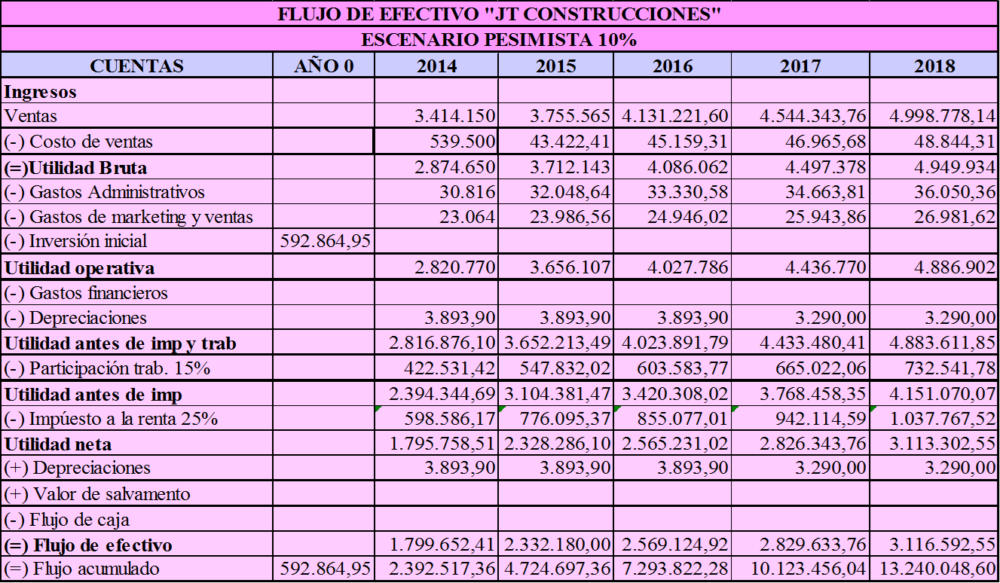 FLUJO DE EFECTIVO "JT CONSTRUCCIONES"
ESCENARIO PESIMISTA 10%
CUENTAS AÑO 0 2014 2015 2016 2017 2018
Ingresos
Ventas 3.414.150 3.755.565 4.131.221,60 4.544.343,76 4.998.778,14
(-) Costo de ventas 539.500 43.422,41 45.159,31 46.965,68 48.844,31
(=)Utilidad Bruta 2.874.650 3.712.143 4.086.062 4.497.378 4.949.934
(-) Gastos Administrativos 30.816 32.048,64 33.330,58 34.663,81 36.050,36
(-) Gastos de marketing y ventas 23.064 23.986,56 24.946,02 25.943,86 26.981,62
(-) Inversión inicial 592.864,95
Utilidad operativa 2.820.770 3.656.107 4.027.786 4.436.770 4.886.902
(-) Gastos financieros
(-) Depreciaciones 3.893,90 3.893,90 3.893,90 3.290,00 3.290,00
Utilidad antes de imp y trab 2.816.876,10 3.652.213,49 4.023.891,79 4.433.480,41 4.883.611,85
(-) Participación trab. 15% 422.531,42 547.832,02 603.583,77 665.022,06 732.541,78
Utilidad antes de imp 2.394.344,69 3.104.381,47 3.420.308,02 3.768.458,35 4.151.070,07
(-) Impúesto a la renta 25% 598.586,17 776.095,37 855.077,01 942.114,59 1.037.767,52
Utilidad neta 1.795.758,51 2.328.286,10 2.565.231,02 2.826.343,76 3.113.302,55
(+) Depreciaciones 3.893,90 3.893,90 3.893,90 3.290,00 3.290,00
(+) Valor de salvamento
(-) Flujo de caja
(=) Flujo de efectivo 1.799.652,41 2.332.180,00 2.569.124,92 2.829.633,76 3.116.592,55
(=) Flujo acumulado 592.864,95 2.392.517,36 4.724.697,36 7.293.822,28 10.123.456,04 13.240.048,60